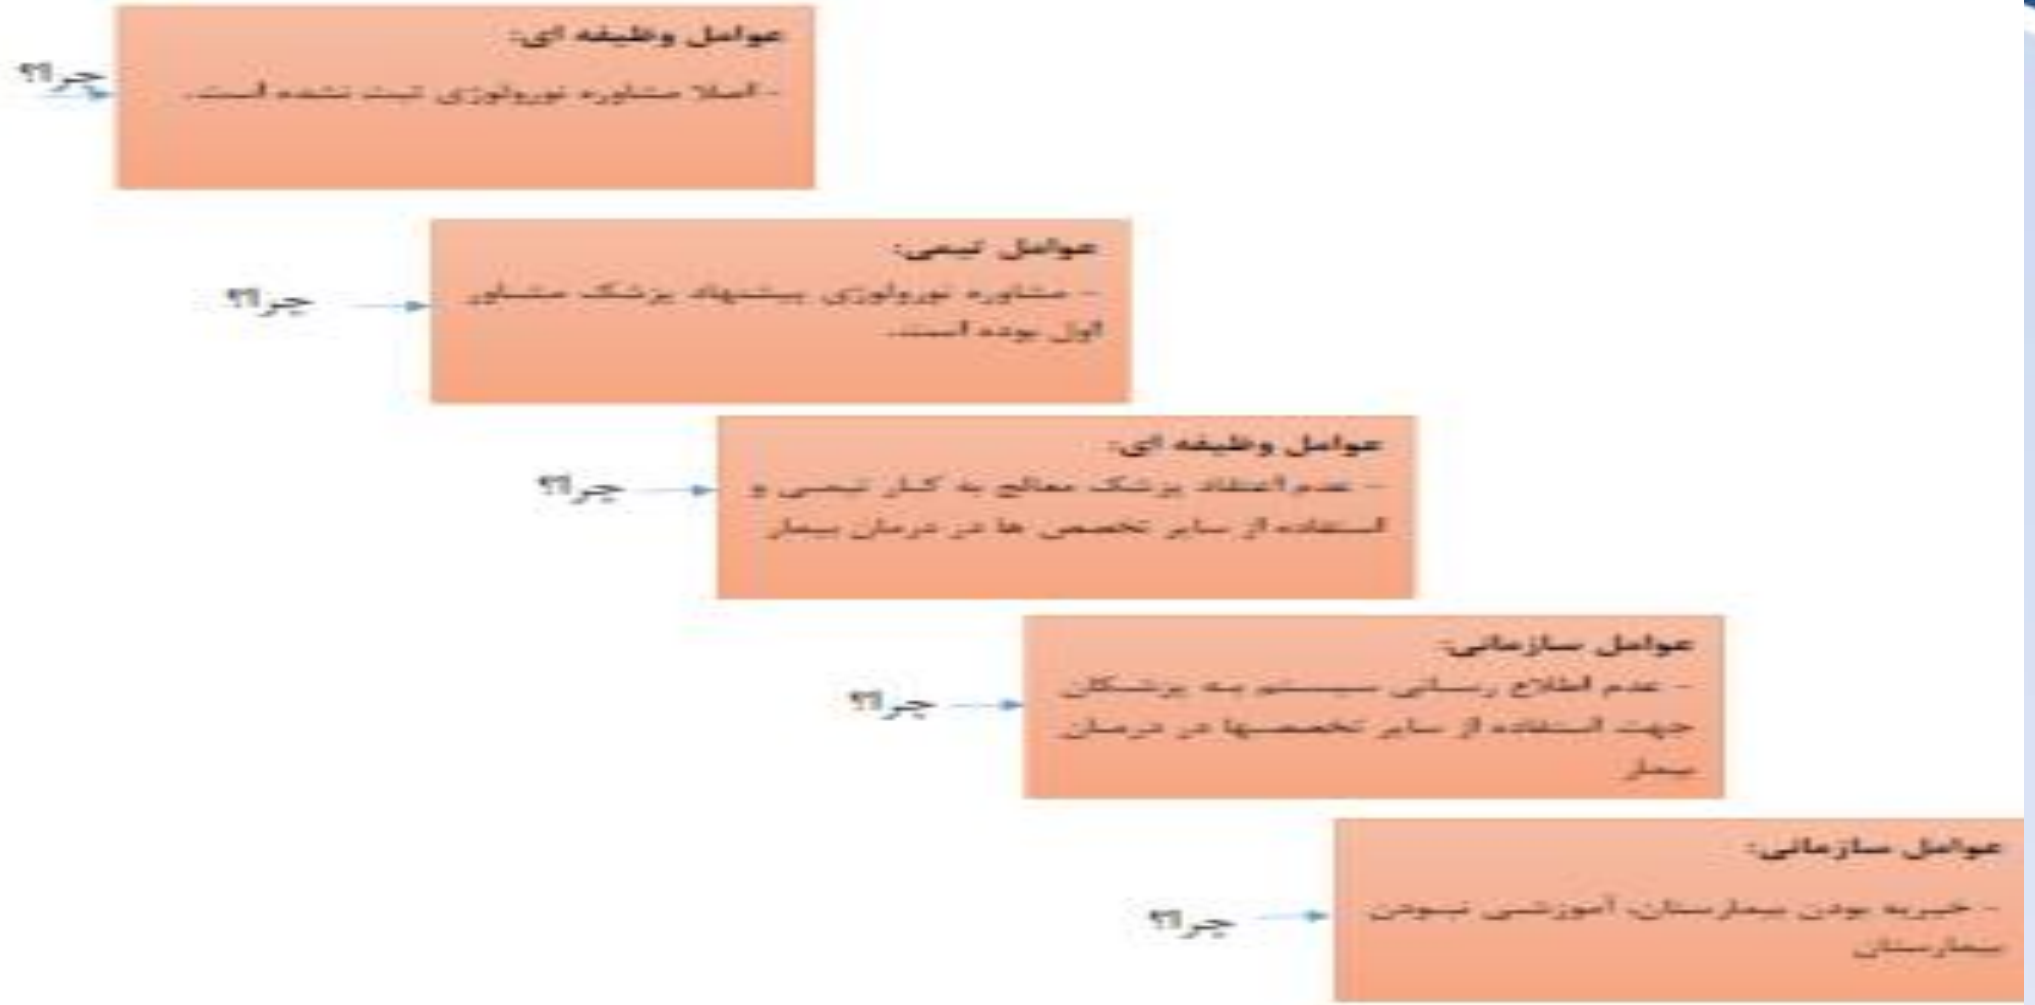 عوامل وظیفه ای:
چرا؟؟
- اصلا مشاوره نورولوژی ثبت نشده است.
عوامل تیمی:
چرا؟؟
- مشاوره نورولوژی پیشنهاد پزشک مشاور
اول بوده است.
عوامل وظیفه ای:
چرا؟؟
- عدم اعتقاد پزشک معالج به کار تیمی و
استفاده از سایر تخصص ها در درمان بیمار
عوامل سازمانی:
چرا؟؟
- عدم اطلاع رسانی سیستم به پزشکان
جهت استفاده از سایر تخصصها در درمان
بیمار
عوامل سازمانی:
چرا؟؟
- خیریه بودن بیمارستان، آموزشی نبودن
بیمارستان